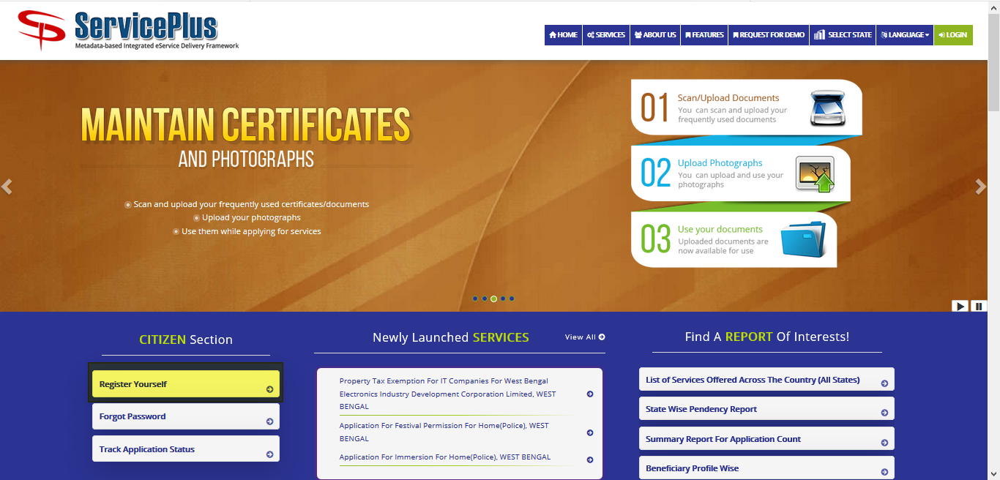 ServicePlus
Metadata-based Integrated eService Delivery Framework
HOME
SERVICES
ABOUT US
FEATURES
REQUEST FOR DEMO
SELECT STATE
LANGUAGE
LOGIN
MAINTAIN CERTIFICATES
AND PHOTOGRAPHS
Scan and upload your frequently used certificates/documents
Upload your photographs
Use them while applying for services
01
Scan/Upload Documents
You can scan and upload your
frequently used documents
02
Upload Photographs
You can upload and use your
photographs
03
Use your documents
Uploaded documents are
now available for use
CITIZEN Section
Register Yourself
Forgot Password
Track Application Status
Newly Launched SERVICES
View All
Property Tax Exemption For IT Companies For West Bengal
Electronics Industry Development Corporation Limited, WEST
BENGAL
Application For Festival Permission For Home(Police), WEST
BENGAL
Application For Immersion For Home(Police), WEST BENGAL
Find A REPORT Of Interests!
List of Services Offered Across The Country (All States)
State Wise Pendency Report
Summary Report For Application Count
Beneficiary Profile Wise